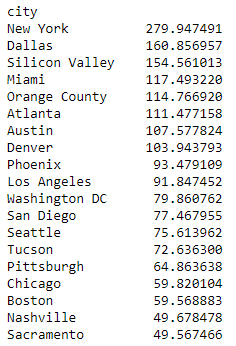 city
New York 279.947491
Dallas 160.856957
Silicon Valley 154.561013
Miami 117.493220
Orange County 114.766920
Atlanta 111.477158
Austin 107.577824
Denver 103.943793
Phoenix 93.479109
Los Angeles 91.847452
Washington DC 79.860762
San Diego 77.467955
Seattle 75.613962
Tucson 72.636300
Pittsburgh 64.863638
Chicago 59.820104
Boston 59.568883
Nashville 49.678478
Sacramento 49.567466